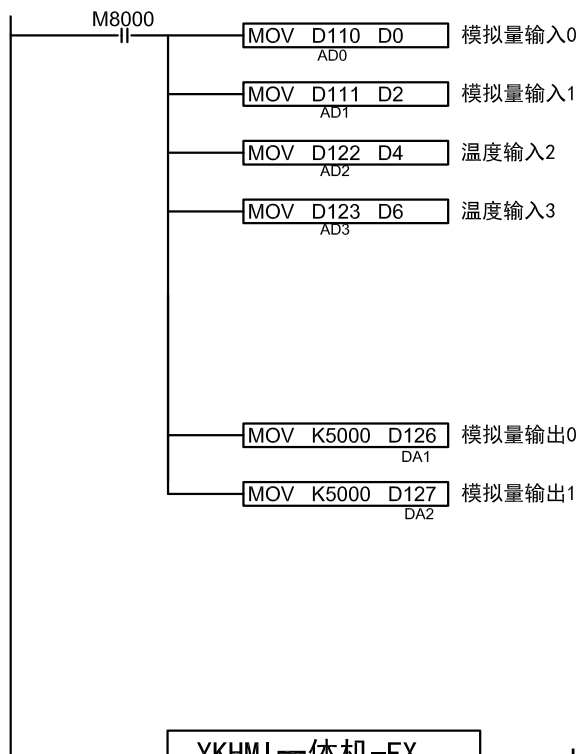 M8000
MOV D110 D0 模拟量输入0
AD0
MOV D111 D2 模拟量输入1
AD1
MOV D122 D4 温度输入2
AD2
MOV D123 D6 温度输入3
AD3
MOV K5000 D126 模拟量输出0
DA1
MOV K5000 D127 模拟量输出1
DA2
YKHMI一体机-FX